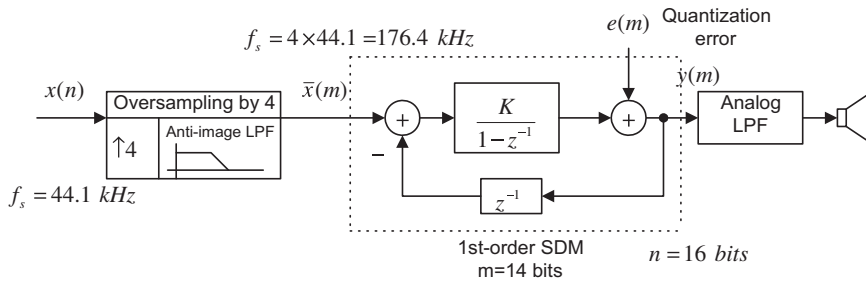 f_s = 4×44.1 = 176.4 kHz
e(m)
Quantization
error
x(n)
Oversampling by 4
x̄(m)
y(m)
↑4
Anti-image LPF
+
K
1−z⁻¹
+
Analog
LPF
−
f_s = 44.1 kHz
z⁻¹
1st-order SDM
m=14 bits
n = 16 bits